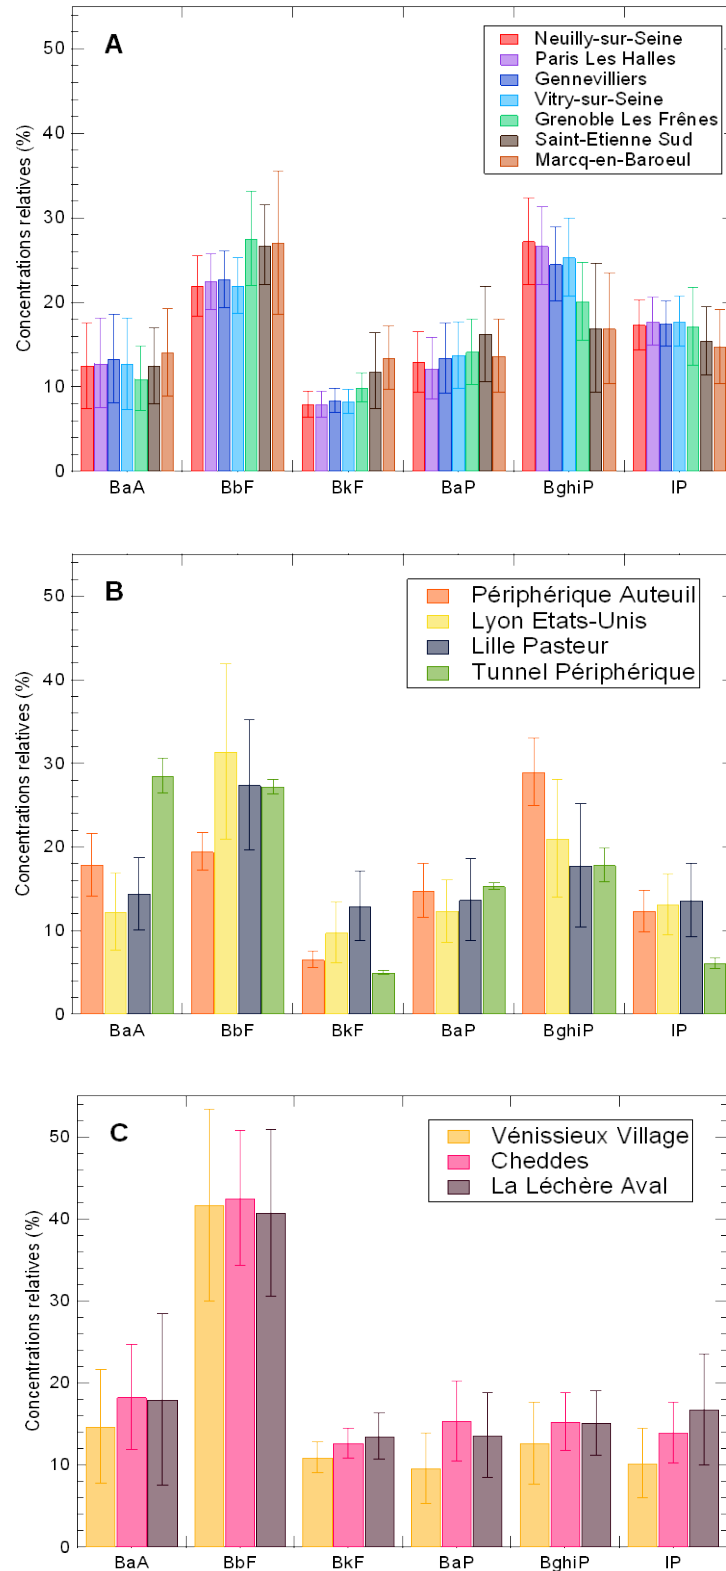 A
Neuilly-sur-Seine
Paris Les Halles
Gennevilliers
Vitry-sur-Seine
Grenoble Les Frênes
Saint-Etienne Sud
Marcq-en-Baroeul
Concentrations relatives (%)
50
40
30
20
10
0
BaA BbF BkF BaP BghiP IP
B
Périphérique Auteuil
Lyon Etats-Unis
Lille Pasteur
Tunnel Périphérique
Concentrations relatives (%)
50
40
30
20
10
0
BaA BbF BkF BaP BghiP IP
C
Vénissieux Village
Cheddes
La Léchère Aval
Concentrations relatives (%)
50
40
30
20
10
0
BaA BbF BkF BaP BghiP IP